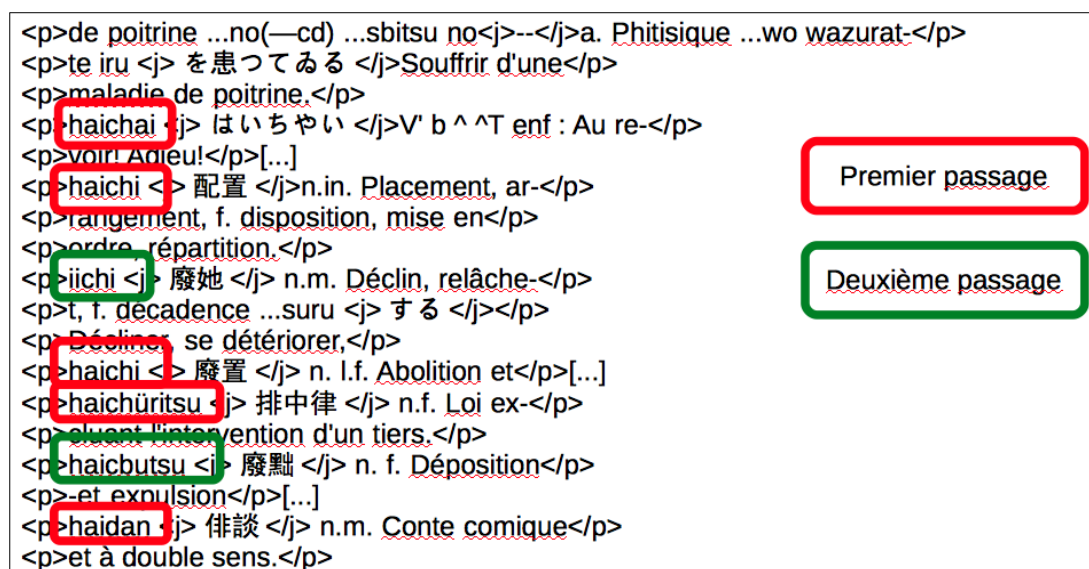 <p>de poitrine ...no(—cd) ...sbitsu no<j>--</j>a. Phitisique ...wo wazurat-</p>
<p>te iru <j> を患つてゐる </j>Souffrir d'une</p>
<p>maladie de poitrine.</p>
<p>haichai <j> はいちやい </j>V' b ^ ^T enf : Au re-</p>
<p>voir! Adieu!</p>[...]
<p>haichi <j> 配置 </j>n.in. Placement, ar-</p>
<p>rangement, f. disposition, mise en</p>
<p>ordre, répartition.</p>
<p>iichi <j> 廢她 </j> n.m. Déclin, relâche-</p>
<p>t, f. décadence ...suru <j> する </j></p>
<p>Décliner, se détériorer,</p>
<p>haichi <j> 廢置 </j> n. l.f. Abolition et</p>[...]
<p>haichüritsu <j> 排中律 </j> n.f. Loi ex-</p>
<p>cluant l'intervention d'un tiers.</p>
<p>haicbutsu <j> 廢黜 </j> n. f. Déposition</p>
<p>-et expulsion</p>[...]
<p>haidan <j> 俳談 </j> n.m. Conte comique</p>
<p>et à double sens.</p>
Premier passage
Deuxième passage